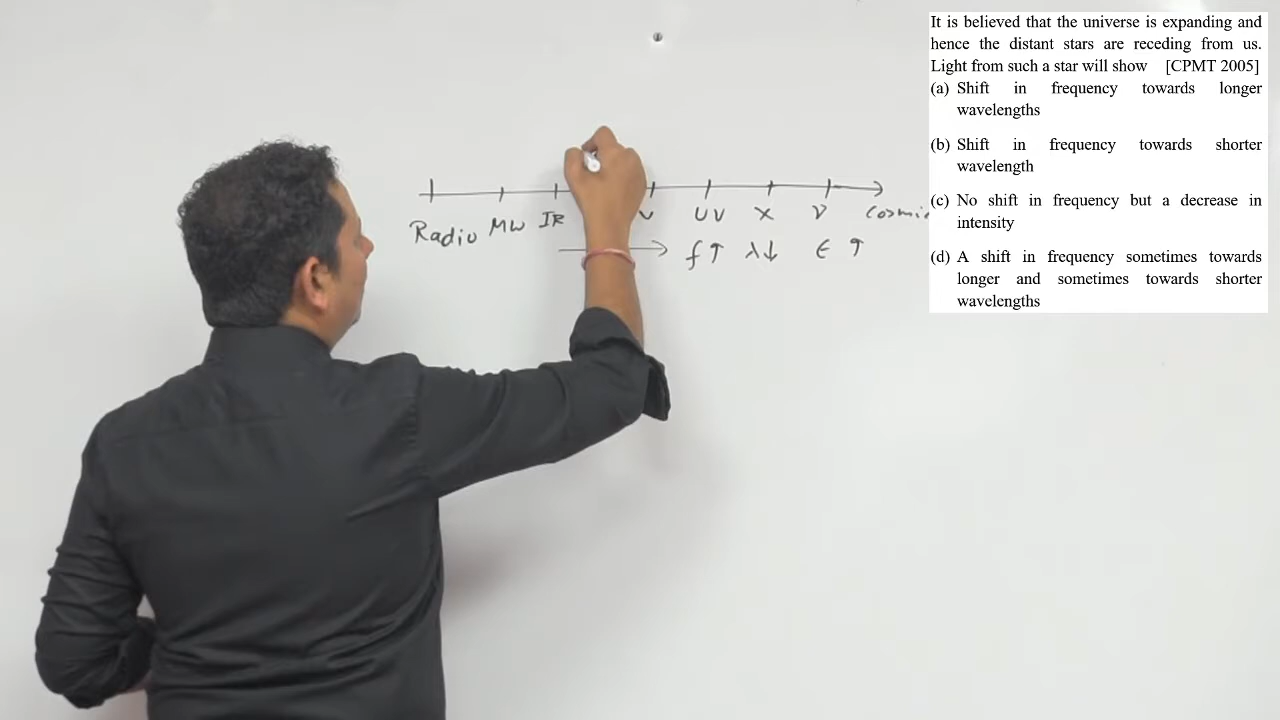 It is believed that the universe is expanding and
hence the distant stars are receding from us.
Light from such a star will show [CPMT 2005]
(a) Shift in frequency towards longer
wavelengths
(b) Shift in frequency towards shorter
wavelength
(c) No shift in frequency but a decrease in
intensity
(d) A shift in frequency sometimes towards
longer and sometimes towards shorter
wavelengths
Radio MW IR V UV X γ Cosmic
f↑ λ↓ E ↑